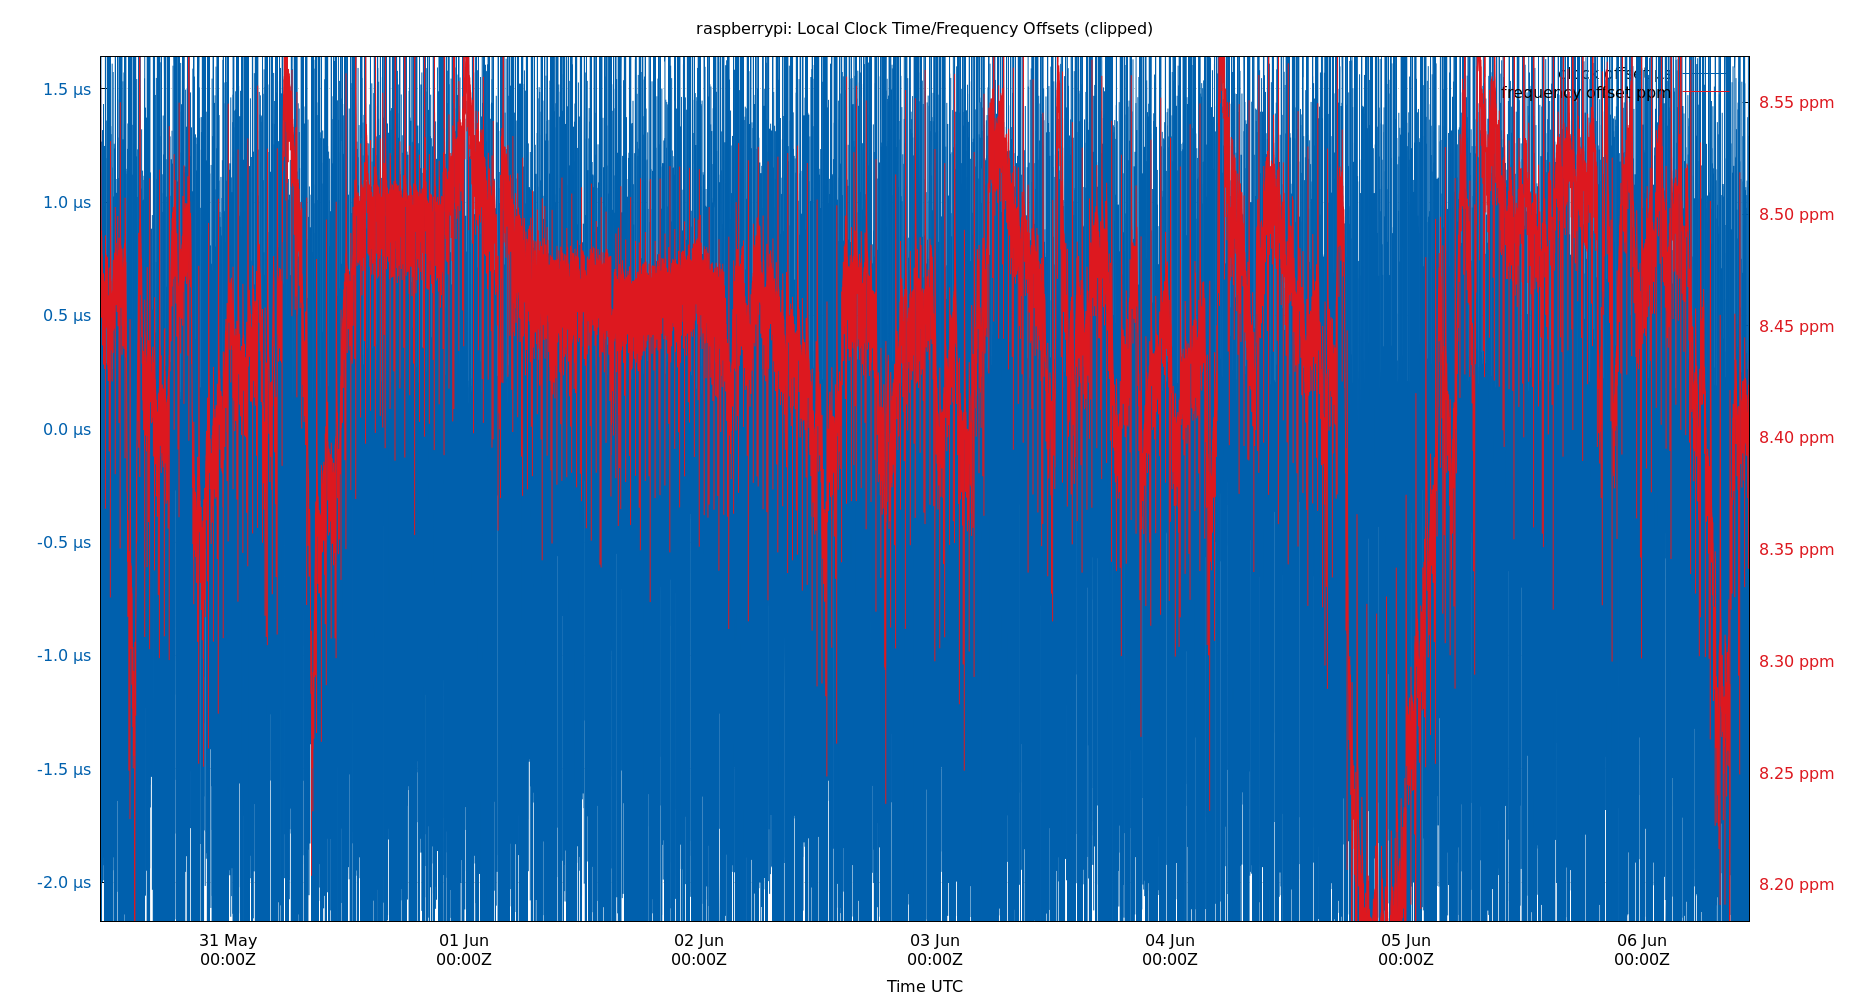 raspberrypi: Local Clock Time/Frequency Offsets (clipped)
clock offset µs
frequency offset ppm
1.5 µs
1.0 µs
0.5 µs
0.0 µs
-0.5 µs
-1.0 µs
-1.5 µs
-2.0 µs
8.55 ppm
8.50 ppm
8.45 ppm
8.40 ppm
8.35 ppm
8.30 ppm
8.25 ppm
8.20 ppm
31 May 01 Jun 02 Jun 03 Jun 04 Jun 05 Jun 06 Jun
00:00Z 00:00Z 00:00Z 00:00Z 00:00Z 00:00Z 00:00Z
Time UTC